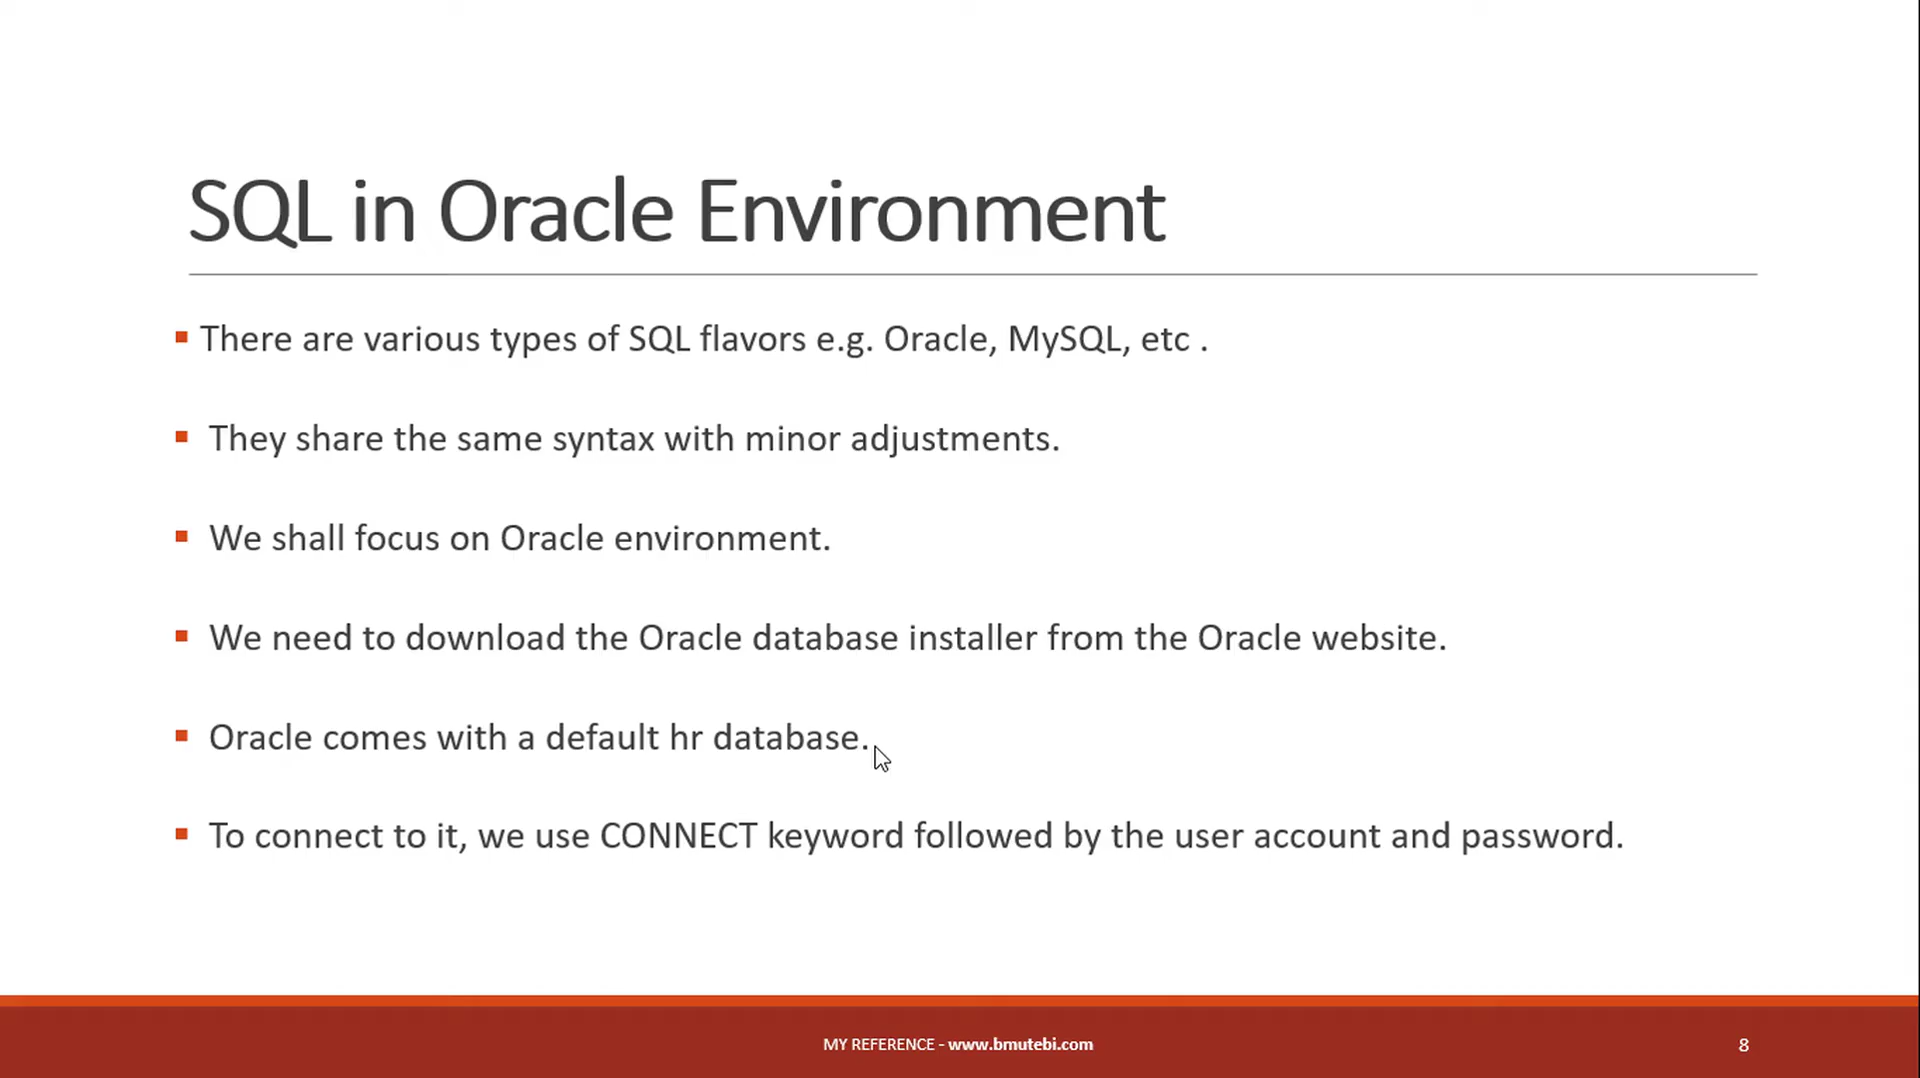 SQL in Oracle Environment
There are various types of SQL flavors e.g. Oracle, MySQL, etc .
They share the same syntax with minor adjustments.
We shall focus on Oracle environment.
We need to download the Oracle database installer from the Oracle website.
Oracle comes with a default hr database.
To connect to it, we use CONNECT keyword followed by the user account and password.
MY REFERENCE - www.bmutebi.com
8